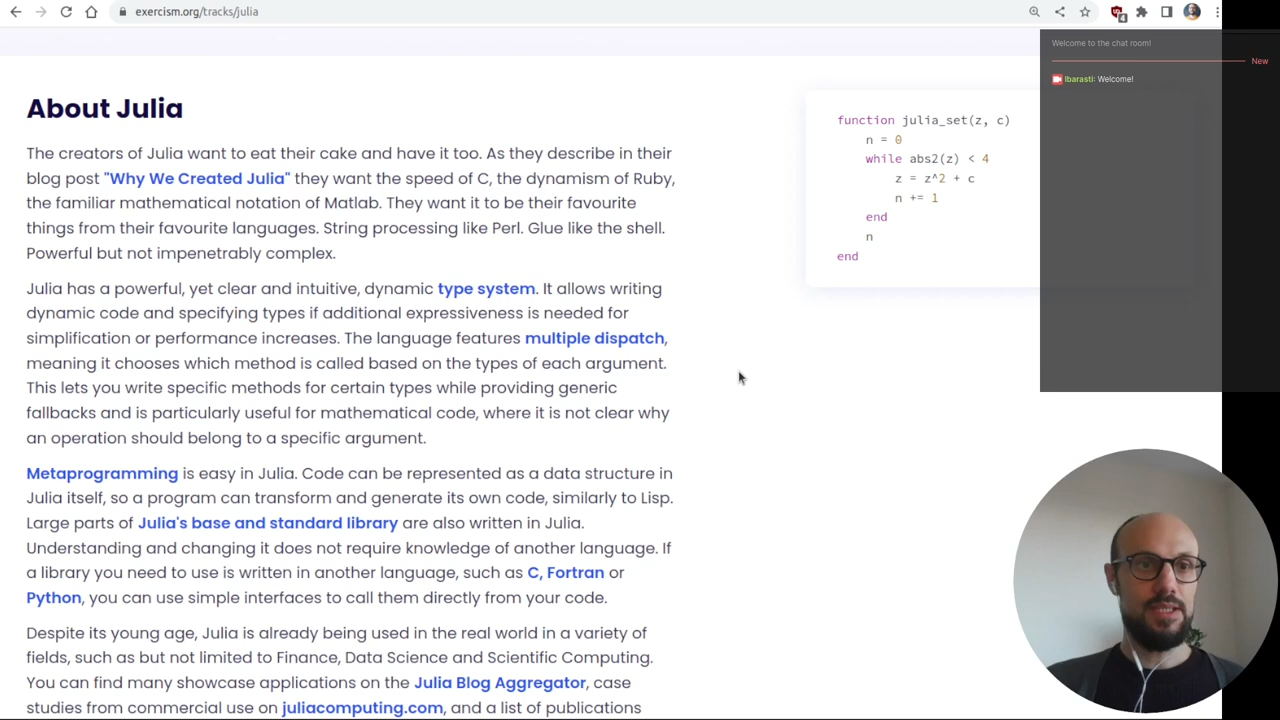 exercism.org/tracks/julia
4
Welcome to the chat room!
New
lbarasti: Welcome!
About Julia
The creators of Julia want to eat their cake and have it too. As they describe in their
blog post "Why We Created Julia" they want the speed of C, the dynamism of Ruby,
the familiar mathematical notation of Matlab. They want it to be their favourite
things from their favourite languages. String processing like Perl. Glue like the shell.
Powerful but not impenetrably complex.
Julia has a powerful, yet clear and intuitive, dynamic type system. It allows writing
dynamic code and specifying types if additional expressiveness is needed for
simplification or performance increases. The language features multiple dispatch,
meaning it chooses which method is called based on the types of each argument.
This lets you write specific methods for certain types while providing generic
fallbacks and is particularly useful for mathematical code, where it is not clear why
an operation should belong to a specific argument.
Metaprogramming is easy in Julia. Code can be represented as a data structure in
Julia itself, so a program can transform and generate its own code, similarly to Lisp.
Large parts of Julia's base and standard library are also written in Julia.
Understanding and changing it does not require knowledge of another language. If
a library you need to use is written in another language, such as C, Fortran or
Python, you can use simple interfaces to call them directly from your code.
Despite its young age, Julia is already being used in the real world in a variety of
fields, such as but not limited to Finance, Data Science and Scientific Computing.
You can find many showcase applications on the Julia Blog Aggregator, case
studies from commercial use on juliacomputing.com, and a list of publications
function julia_set(z, c)
n = 0
while abs2(z) < 4
z = z^2 + c
n += 1
end
n
end